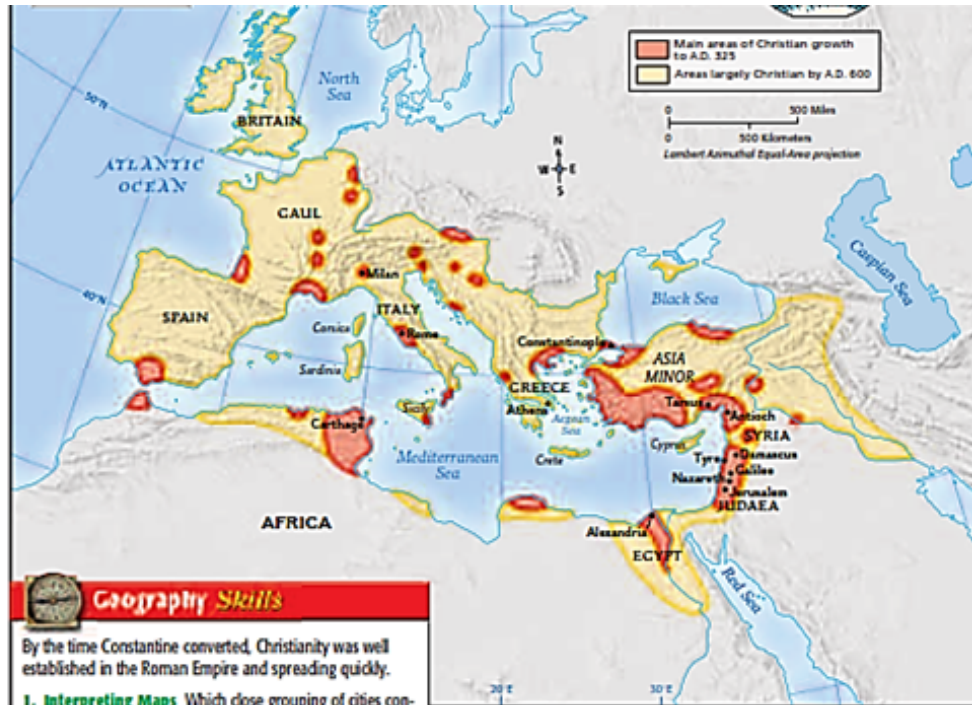 Main areas of Christian growth
to A.D. 325
Areas largely Christian by A.D. 600
0 500 Miles
0 500 Kilometers
Lambert Azimuthal Equal-Area projection
N
W E
S
North
Sea
50°N
BRITAIN
ATLANTIC
OCEAN
GAUL
Caspian Sea
40°N
Milan
Black Sea
SPAIN
ITALY
Corsica
Rome
Constantinople
ASIA
MINOR
Sardinia
GREECE
Tarsus
Athens
Antioch
Sicily
Aegean
Sea
Carthage
SYRIA
Cyprus
Crete
Mediterranean
Sea
Tyre
Damascus
Galilee
Nazareth
Jerusalem
JUDAEA
AFRICA
Alexandria
EGYPT
Red Sea
Geography Skills
By the time Constantine converted, Christianity was well
established in the Roman Empire and spreading quickly.
1. Interpreting Maps Which close grouping of cities con-
20°E
30°E